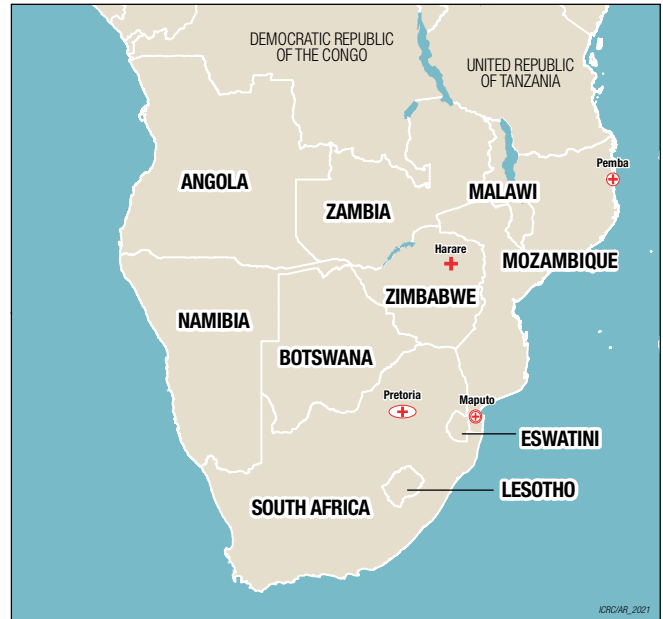 DEMOCRATIC REPUBLIC
OF THE CONGO
UNITED REPUBLIC
OF TANZANIA
Pemba
ANGOLA
MALAWI
ZAMBIA
Harare
MOZAMBIQUE
ZIMBABWE
NAMIBIA
BOTSWANA
Pretoria
Maputo
ESWATINI
LESOTHO
SOUTH AFRICA
ICRC/AR_2021